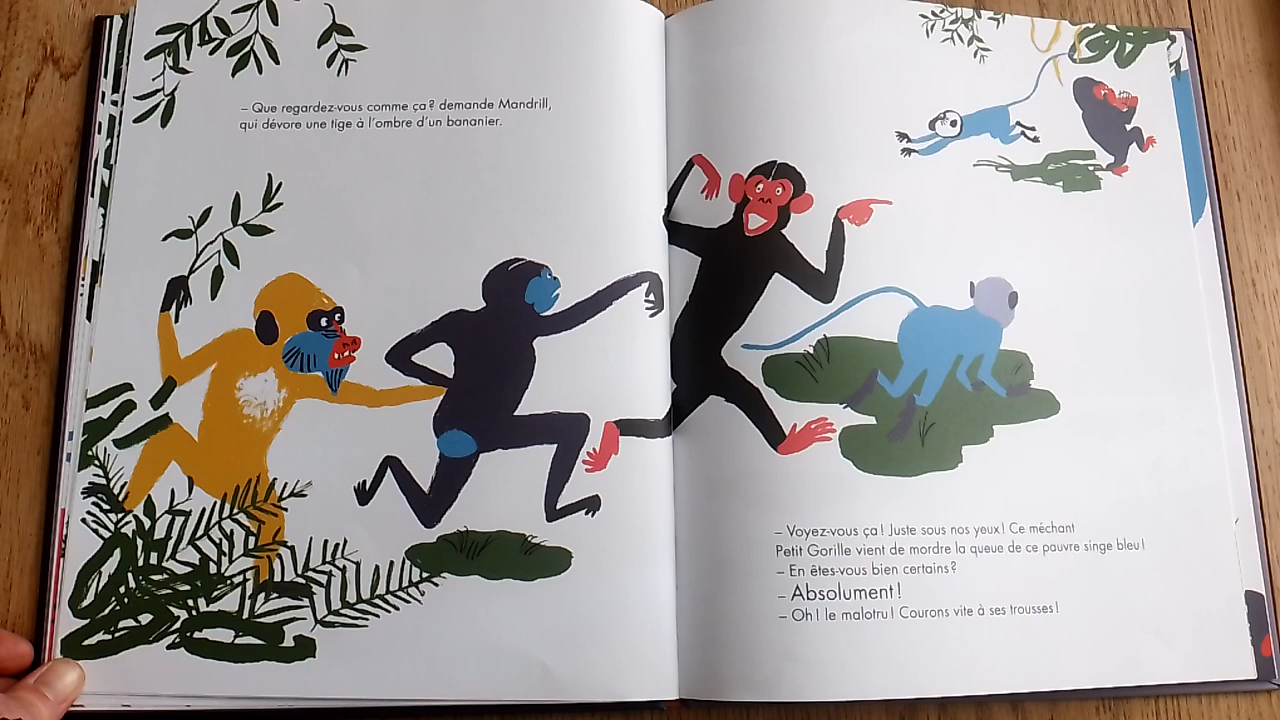 – Que regardez-vous comme ça? demande Mandrill,
qui dévore une tige à l'ombre d'un bananier.
– Voyez-vous ça! Juste sous nos yeux! Ce méchant
Petit Gorille vient de mordre la queue de ce pauvre singe bleu!
– En êtes-vous bien certains?
– Absolument!
– Oh! le malotru! Courons vite à ses trousses!